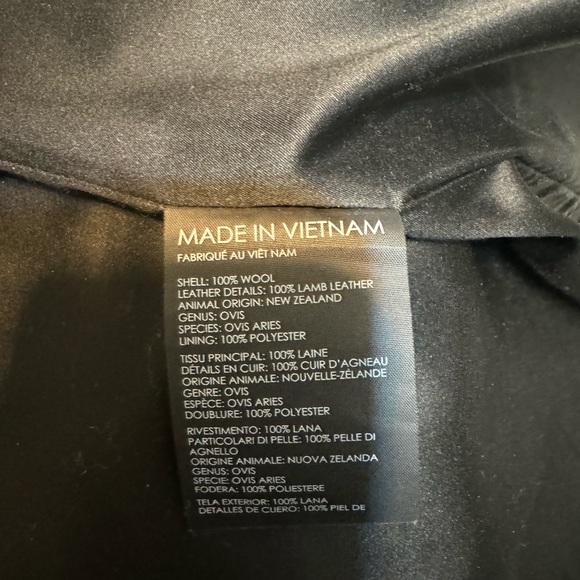 MADE IN VIETNAM
FABRIQUÉ AU VIÊT NAM
SHELL: 100% WOOL
LEATHER DETAILS: 100% LAMB LEATHER
ANIMAL ORIGIN: NEW ZEALAND
GENUS: OVIS
SPECIES: OVIS ARIES
LINING: 100% POLYESTER
TISSU PRINCIPAL: 100% LAINE
DÉTAILS EN CUIR: 100% CUIR D'AGNEAU
ORIGINE ANIMALE: NOUVELLE-ZÉLANDE
GENRE: OVIS
ESPÈCE: OVIS ARIES
DOUBLURE: 100% POLYESTER
RIVESTIMENTO: 100% LANA
PARTICOLARI DI PELLE: 100% PELLE DI
AGNELLO
ORIGINE ANIMALE: NUOVA ZELANDA
GENUS: OVIS
SPECIE: OVIS ARIES
FODERA: 100% POLIESTERE
TELA EXTERIOR: 100% LANA
DETALLES DE CUERO: 100% PIEL DE